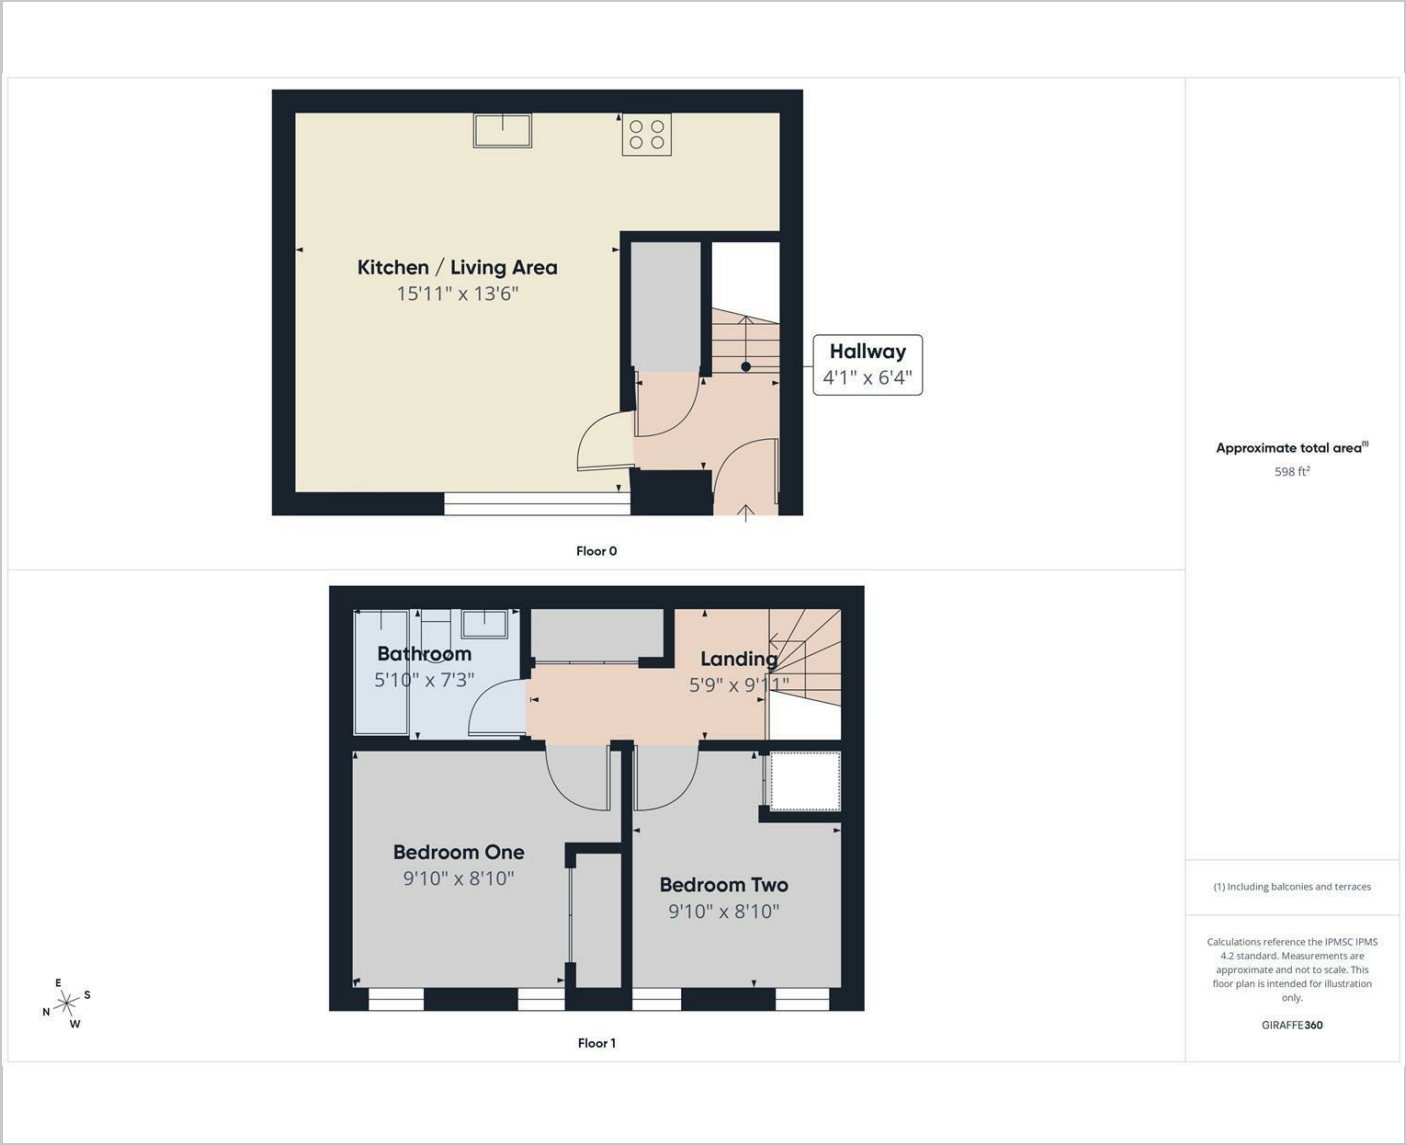 Kitchen / Living Area
15'11" x 13'6"
Hallway
4'1" x 6'4"
Floor 0
Approximate total area(1)
598 ft²
Bathroom
5'10" x 7'3"
Landing
5'9" x 9'11"
Bedroom One
9'10" x 8'10"
Bedroom Two
9'10" x 8'10"
Floor 1
E
S
N
W
(1) Including balconies and terraces
Calculations reference the IPMSC IPMS
4.2 standard. Measurements are
approximate and not to scale. This
floor plan is intended for illustration
only.
GIRAFFE360